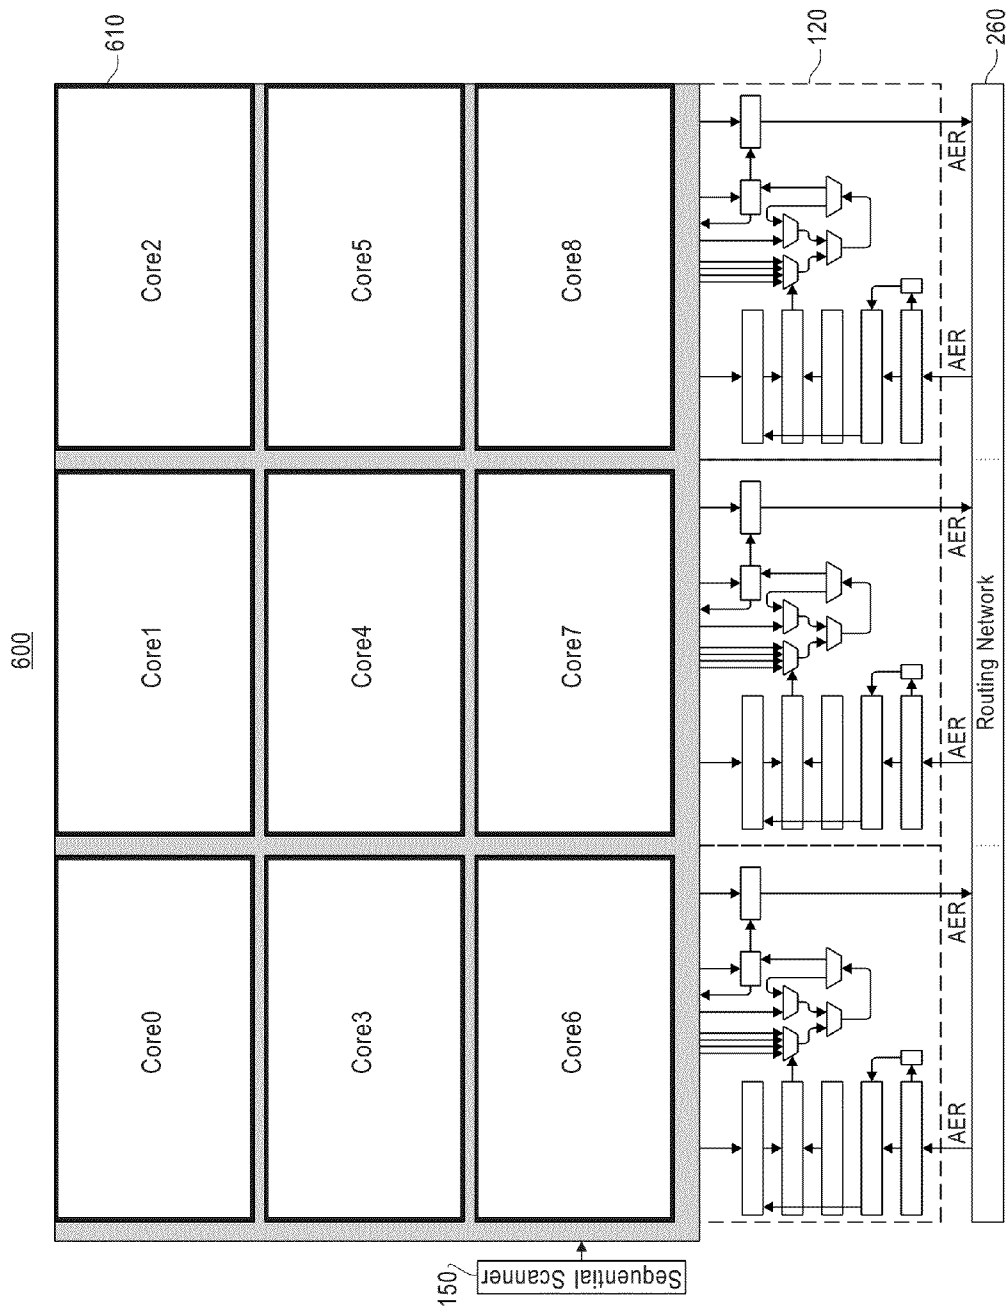 600
610
Core0
Core1
Core2
Core3
Core4
Core5
150
Sequential Scanner
Core6
Core7
Core8
120
AER
AER
AER
AER
AER
AER
Routing Network
260